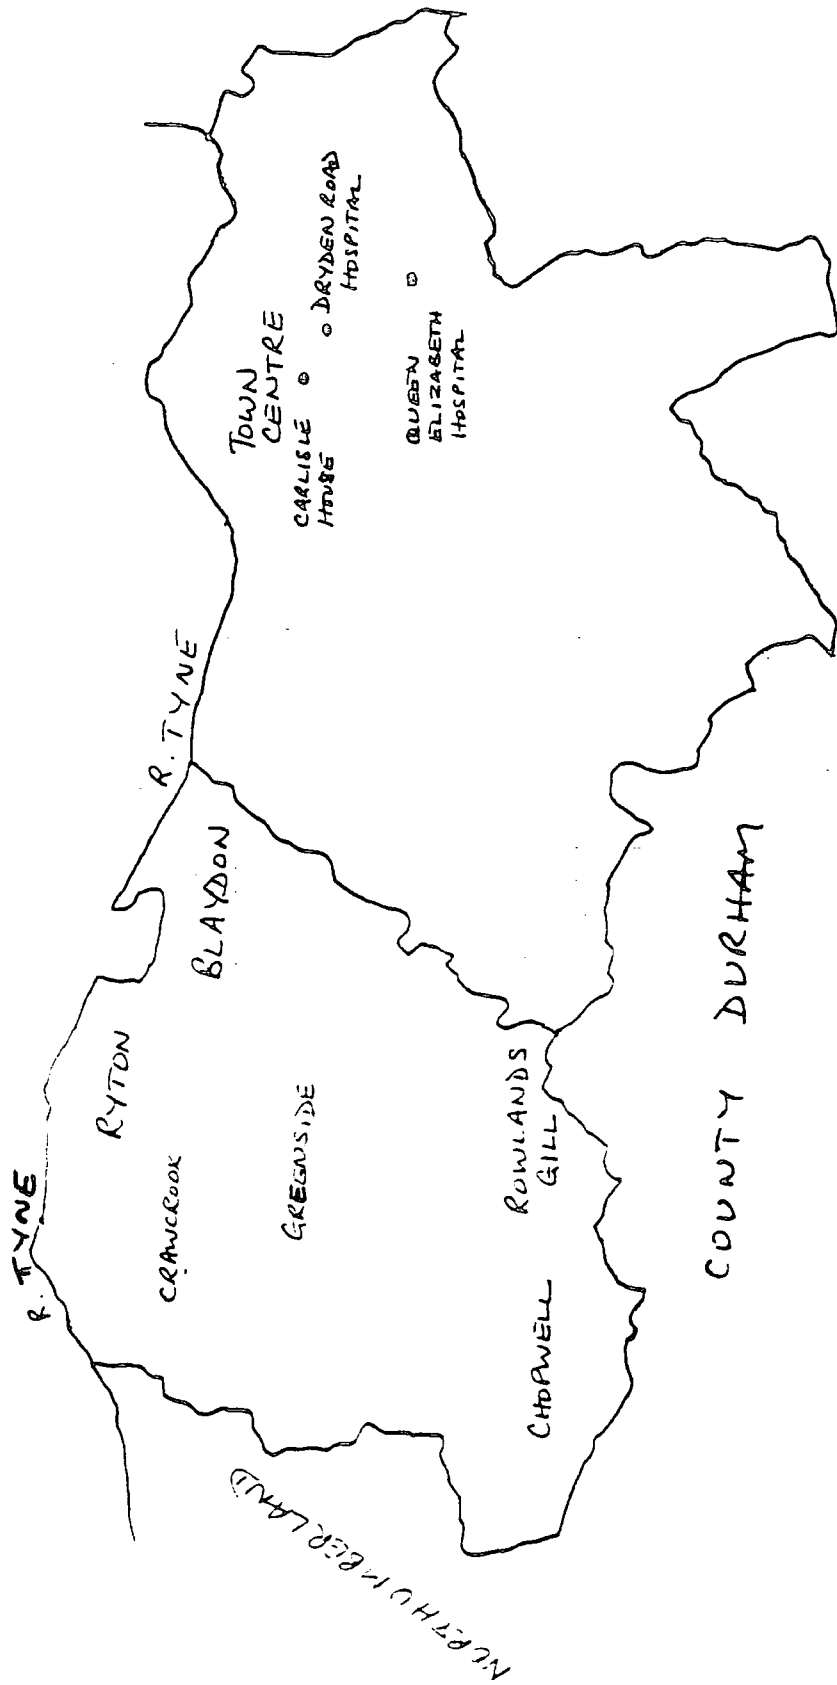 R. TYNE
R. TYNE
RYTON
CRAWCROOK
BLAYDON
GREENSIDE
TOWN
CENTRE
CARLISLE
HOUSE
DRYDEN ROAD
HOSPITAL
QUEEN
ELIZABETH
HOSPITAL
NORTHUMBERLAND
ROWLANDS
GILL
CHOPWELL
COUNTY DURHAM